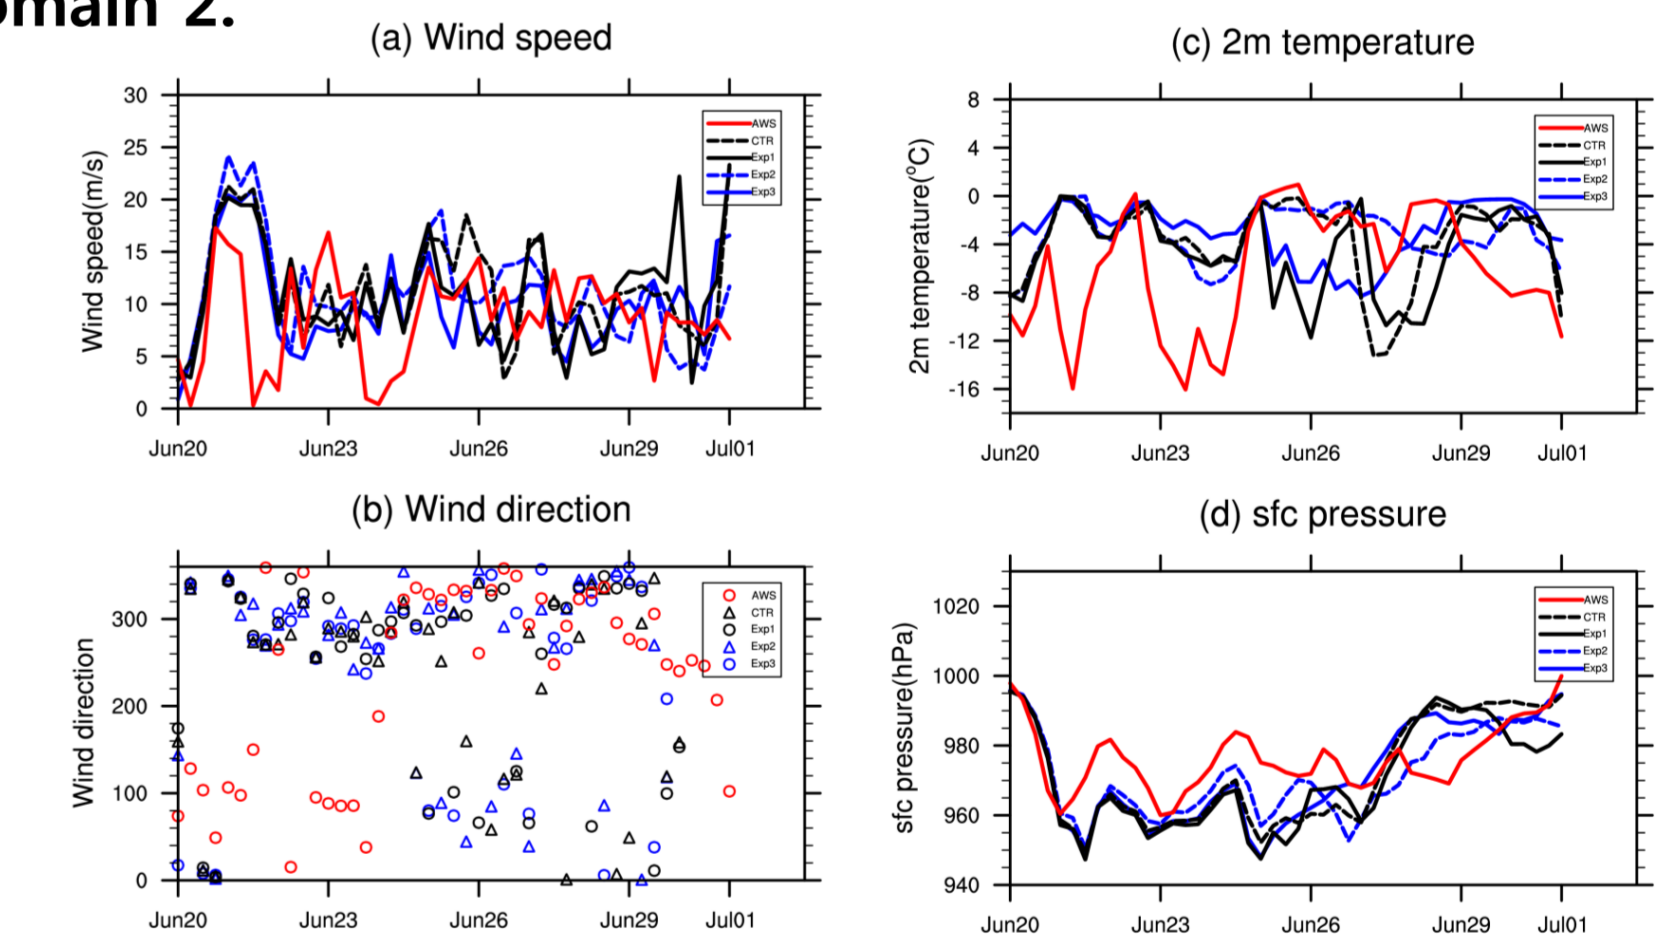 omain 2.
(a) Wind speed
Wind speed(m/s)
30
25
20
15
10
5
0
Jun20 Jun23 Jun26 Jun29 Jul01
AWS
CTR
Exp1
Exp2
Exp3
(c) 2m temperature
2m temperature(°C)
8
4
0
-4
-8
-12
-16
Jun20 Jun23 Jun26 Jun29 Jul01
AWS
CTR
Exp1
Exp2
Exp3
(b) Wind direction
Wind direction
300
200
100
0
Jun20 Jun23 Jun26 Jun29 Jul01
AWS
CTR
Exp1
Exp2
Exp3
(d) sfc pressure
sfc pressure(hPa)
1020
1000
980
960
940
Jun20 Jun23 Jun26 Jun29 Jul01
AWS
CTR
Exp1
Exp2
Exp3